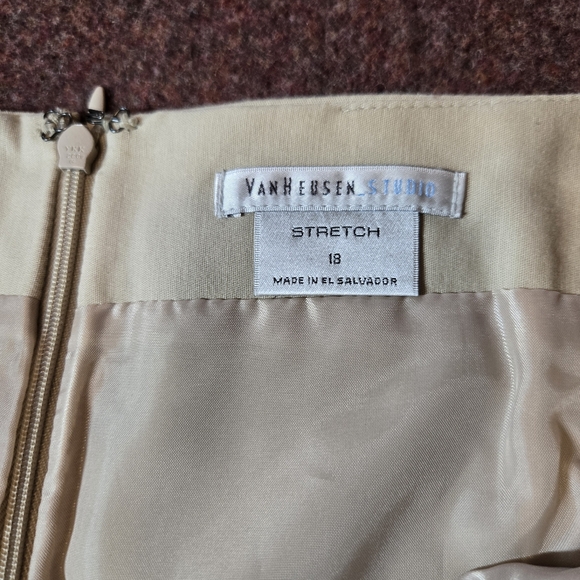 VANHEUSEN_STUDIO
STRETCH
18
MADE IN EL SALVADOR